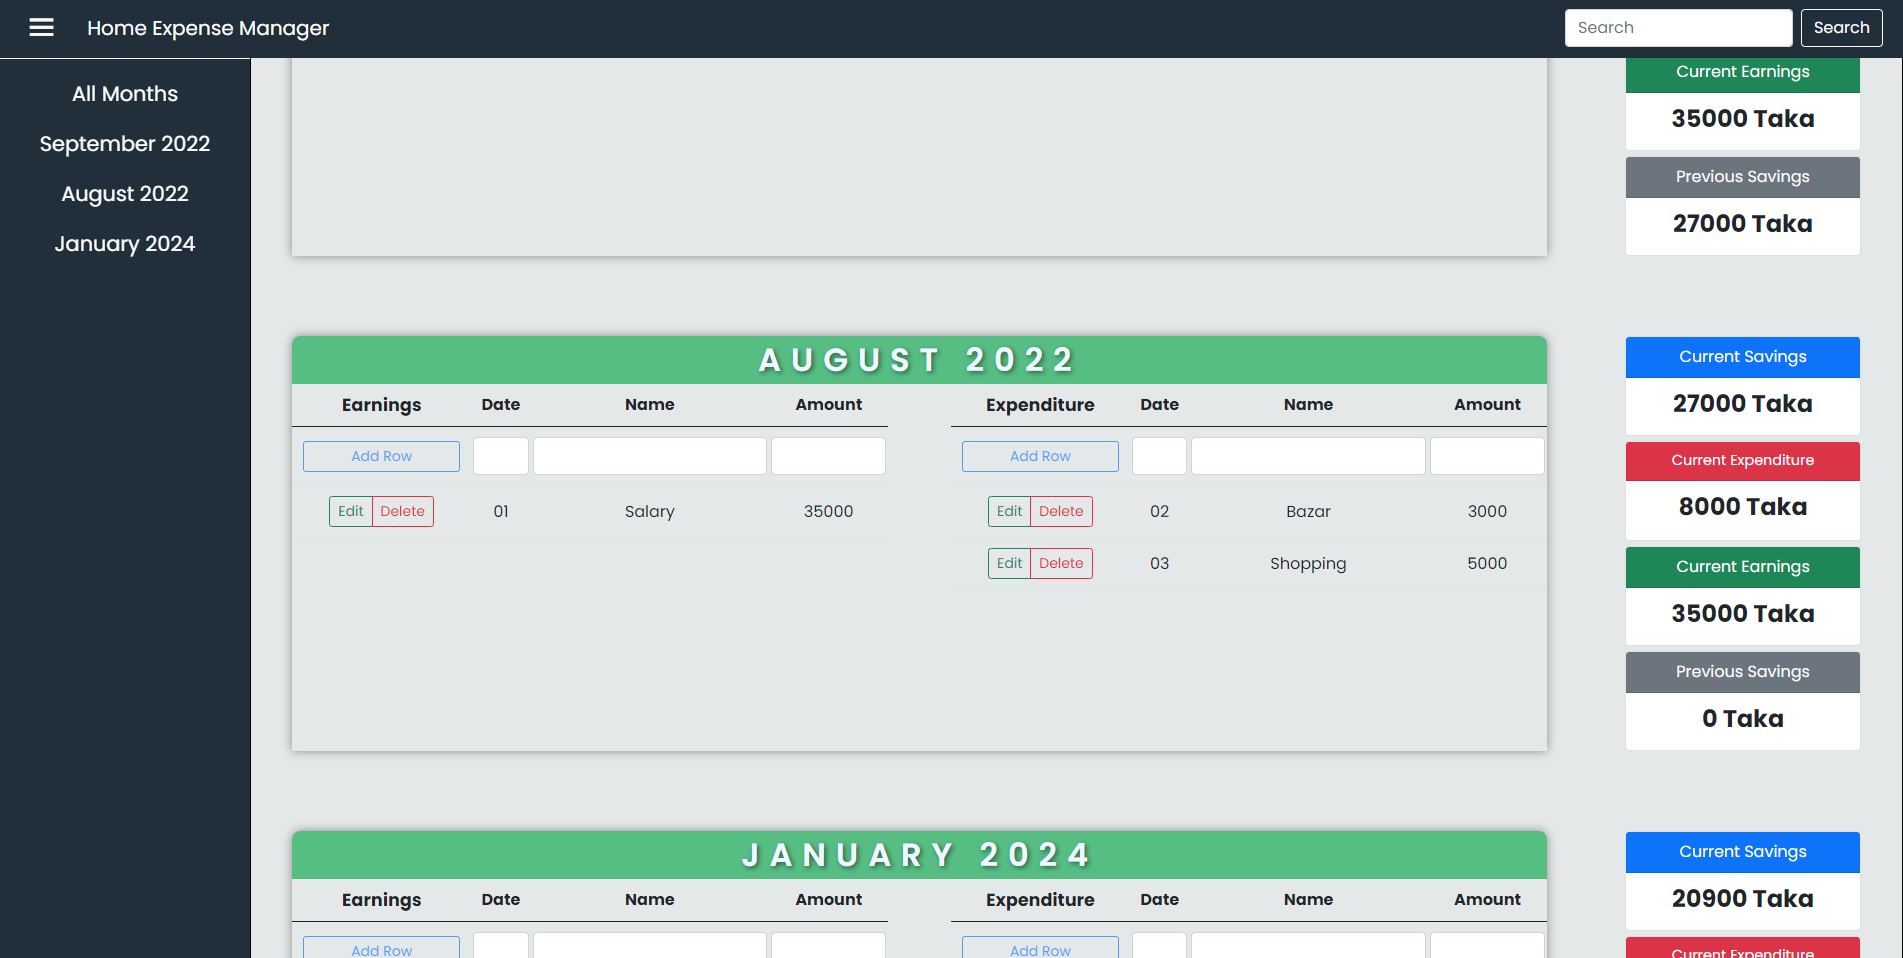 Home Expense Manager
Search
Search
All Months
September 2022
August 2022
January 2024
Current Earnings
35000 Taka
Previous Savings
27000 Taka
AUGUST 2022
Earnings Date Name Amount Expenditure Date Name Amount
Add Row Add Row
Edit Delete 01 Salary 35000 Edit Delete 02 Bazar 3000
Edit Delete 03 Shopping 5000
Current Savings
27000 Taka
Current Expenditure
8000 Taka
Current Earnings
35000 Taka
Previous Savings
0 Taka
JANUARY 2024
Earnings Date Name Amount Expenditure Date Name Amount
Add Row Add Row
Current Savings
20900 Taka
Current Expenditure